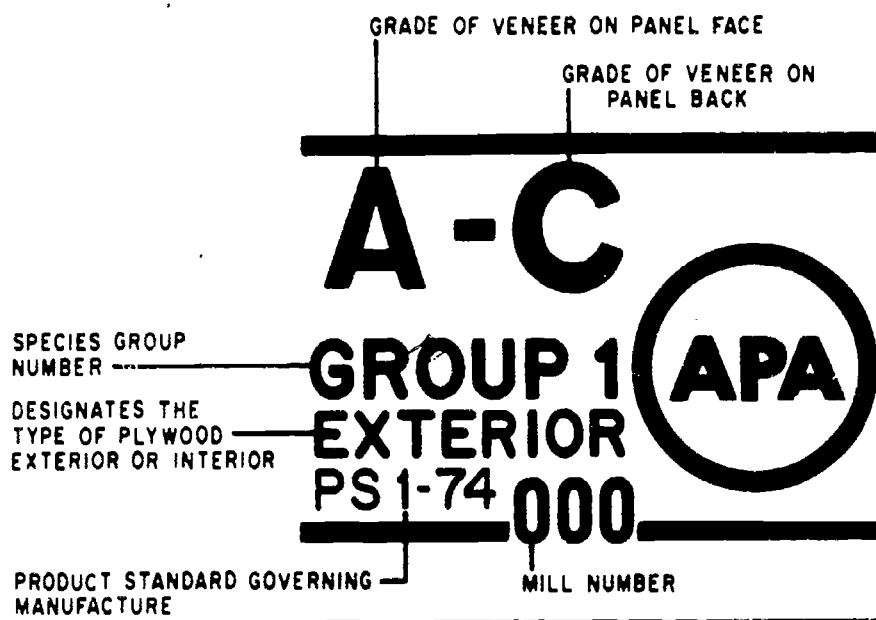 GRADE OF VENEER ON PANEL FACE
GRADE OF VENEER ON
PANEL BACK
A-C
SPECIES GROUP
NUMBER
GROUP 1
APA
DESIGNATES THE
TYPE OF PLYWOOD
EXTERIOR OR INTERIOR
EXTERIOR
PS 1-74
000
PRODUCT STANDARD GOVERNING
MANUFACTURE
MILL NUMBER